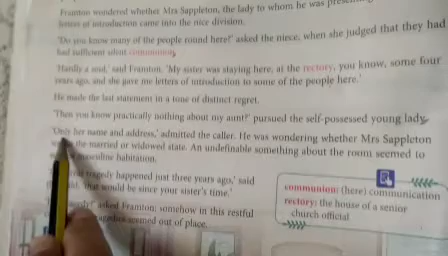 Framton wondered whether Mrs Sappleton, the lady to whom he was
letters of introduction came into the nice division.
'Do you know many of the people round here?' asked the niece, when she judged that they had
had sufficient silent communion.
'Hardly a soul,' said Framton. 'My sister was staying here, at the rectory, you know, some four
years ago, and she gave me letters of introduction to some of the people here.'
He made the last statement in a tone of distinct regret.
'Then you know practically nothing about my aunt?' pursued the self-possessed young lady.
'Only her name and address,' admitted the caller. He was wondering whether Mrs Sappleton
the married or widowed state. An undefinable something about the room seemed to
masculine habitation.
tragedy happened just three years ago,' said
that would be since your sister's time.'
asked Framton; somehow in this restful
seemed out of place.
communion: (here) communication
rectory: the house of a senior
church official